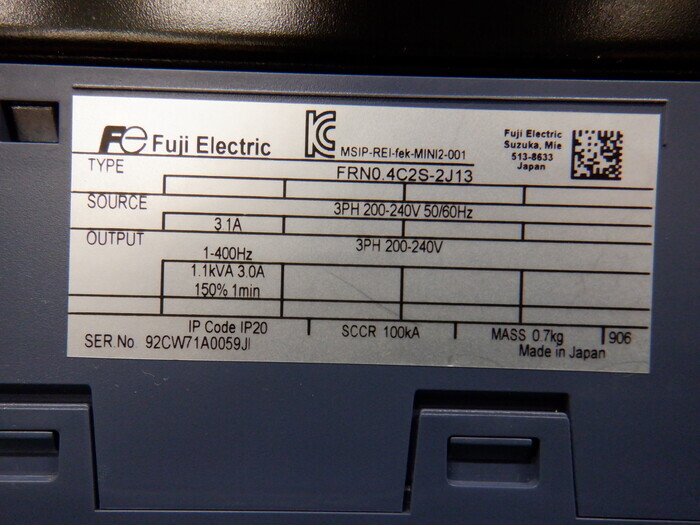 Fe Fuji Electric
KC MSIP-REI-fek-MINI2-001
Fuji Electric
Suzuka, Mie
513-8633
Japan
TYPE FRN0.4C2S-2J13
SOURCE 3PH 200-240V 50/60Hz
3.1A
OUTPUT 3PH 200-240V
1-400Hz
1.1kVA 3.0A
150% 1min
IP Code IP20 SCCR 100kA MASS 0.7kg 906
SER.No 92CW71A0059JI Made in Japan